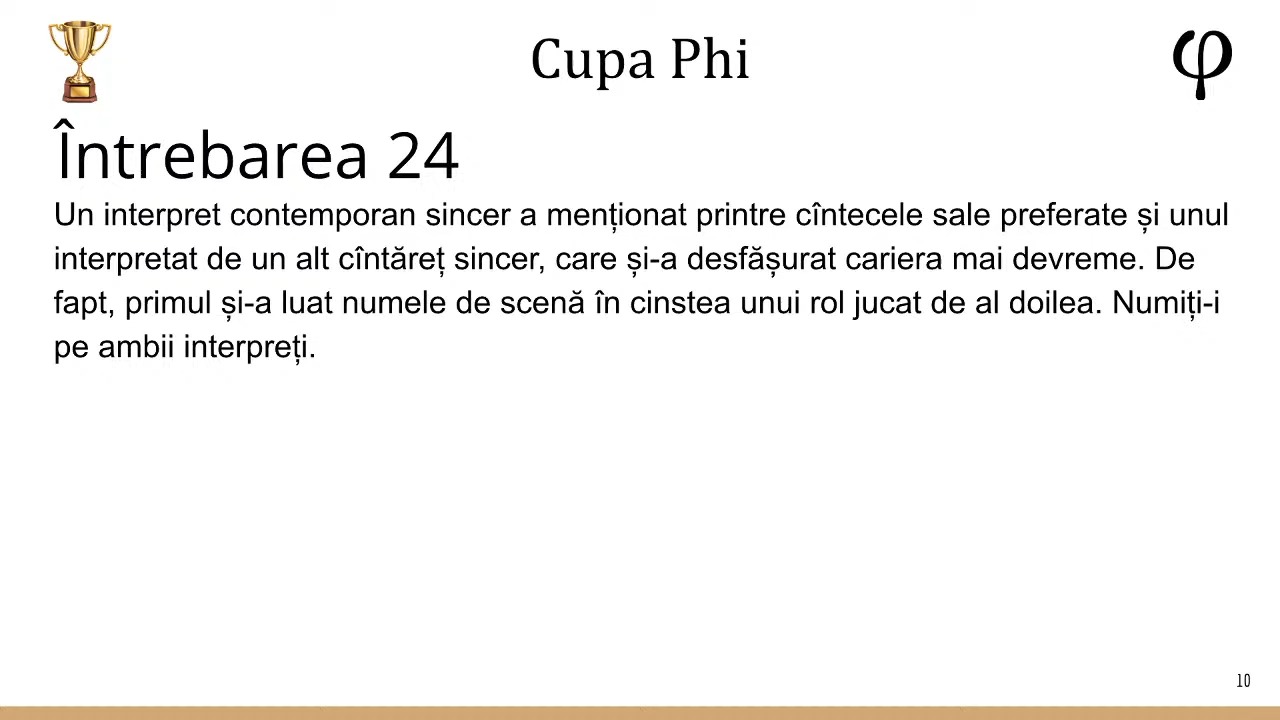 Cupa Phi
φ
Întrebarea 24
Un interpret contemporan sincer a menționat printre cîntecele sale preferate și unul
interpretat de un alt cîntăreț sincer, care și-a desfășurat cariera mai devreme. De
fapt, primul și-a luat numele de scenă în cinstea unui rol jucat de al doilea. Numiți-i
pe ambii interpreți.
10